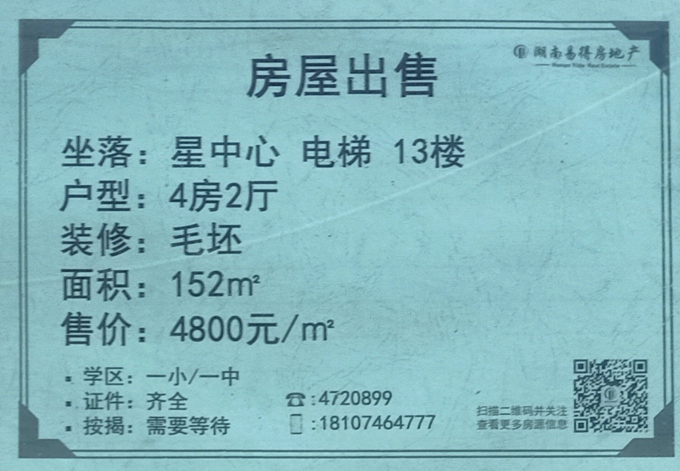 湖南易得房地产
Hunan Yide Real Estate
房屋出售
坐落：星中心 电梯 13楼
户型：4房2厅
装修：毛坯
面积：152㎡
售价：4800元/㎡
▪ 学区：一小/一中
▪ 证件：齐全
▪ 按揭：需要等待
☎:4720899
:18107464777
扫描二维码并关注
查看更多房源信息